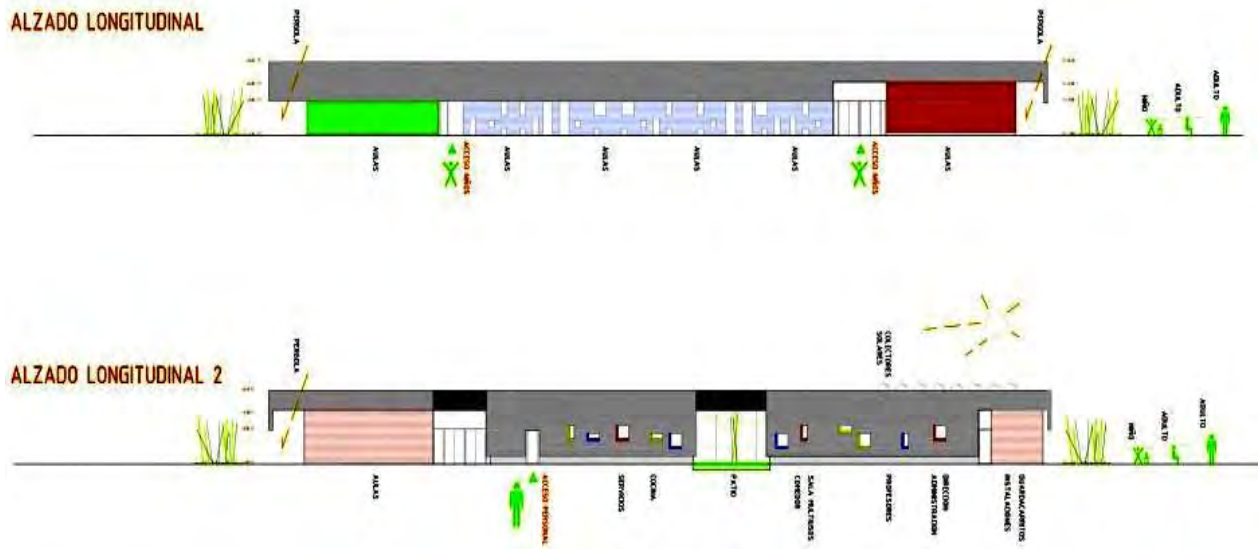 ALZADO LONGITUDINAL
PERGOLA
PERGOLA
NIÑO
ADULTO
ADULTO
AULAS
ACCESO NIÑOS
AULAS
AULAS
AULAS
AULAS
ACCESO NIÑOS
AULAS
ALZADO LONGITUDINAL 2
PERGOLA
COLECTORES
SOLARES
NIÑO
ADULTO
ADULTO
AULAS
ACCESO PERSONAL
SERVICIOS
COCINA
PATIO
SALA MULTIUSOS
COMEDOR
PROFESORES
DIRECCION
ADMINISTRACION
GUARDACARRITOS
INSTALACIONES